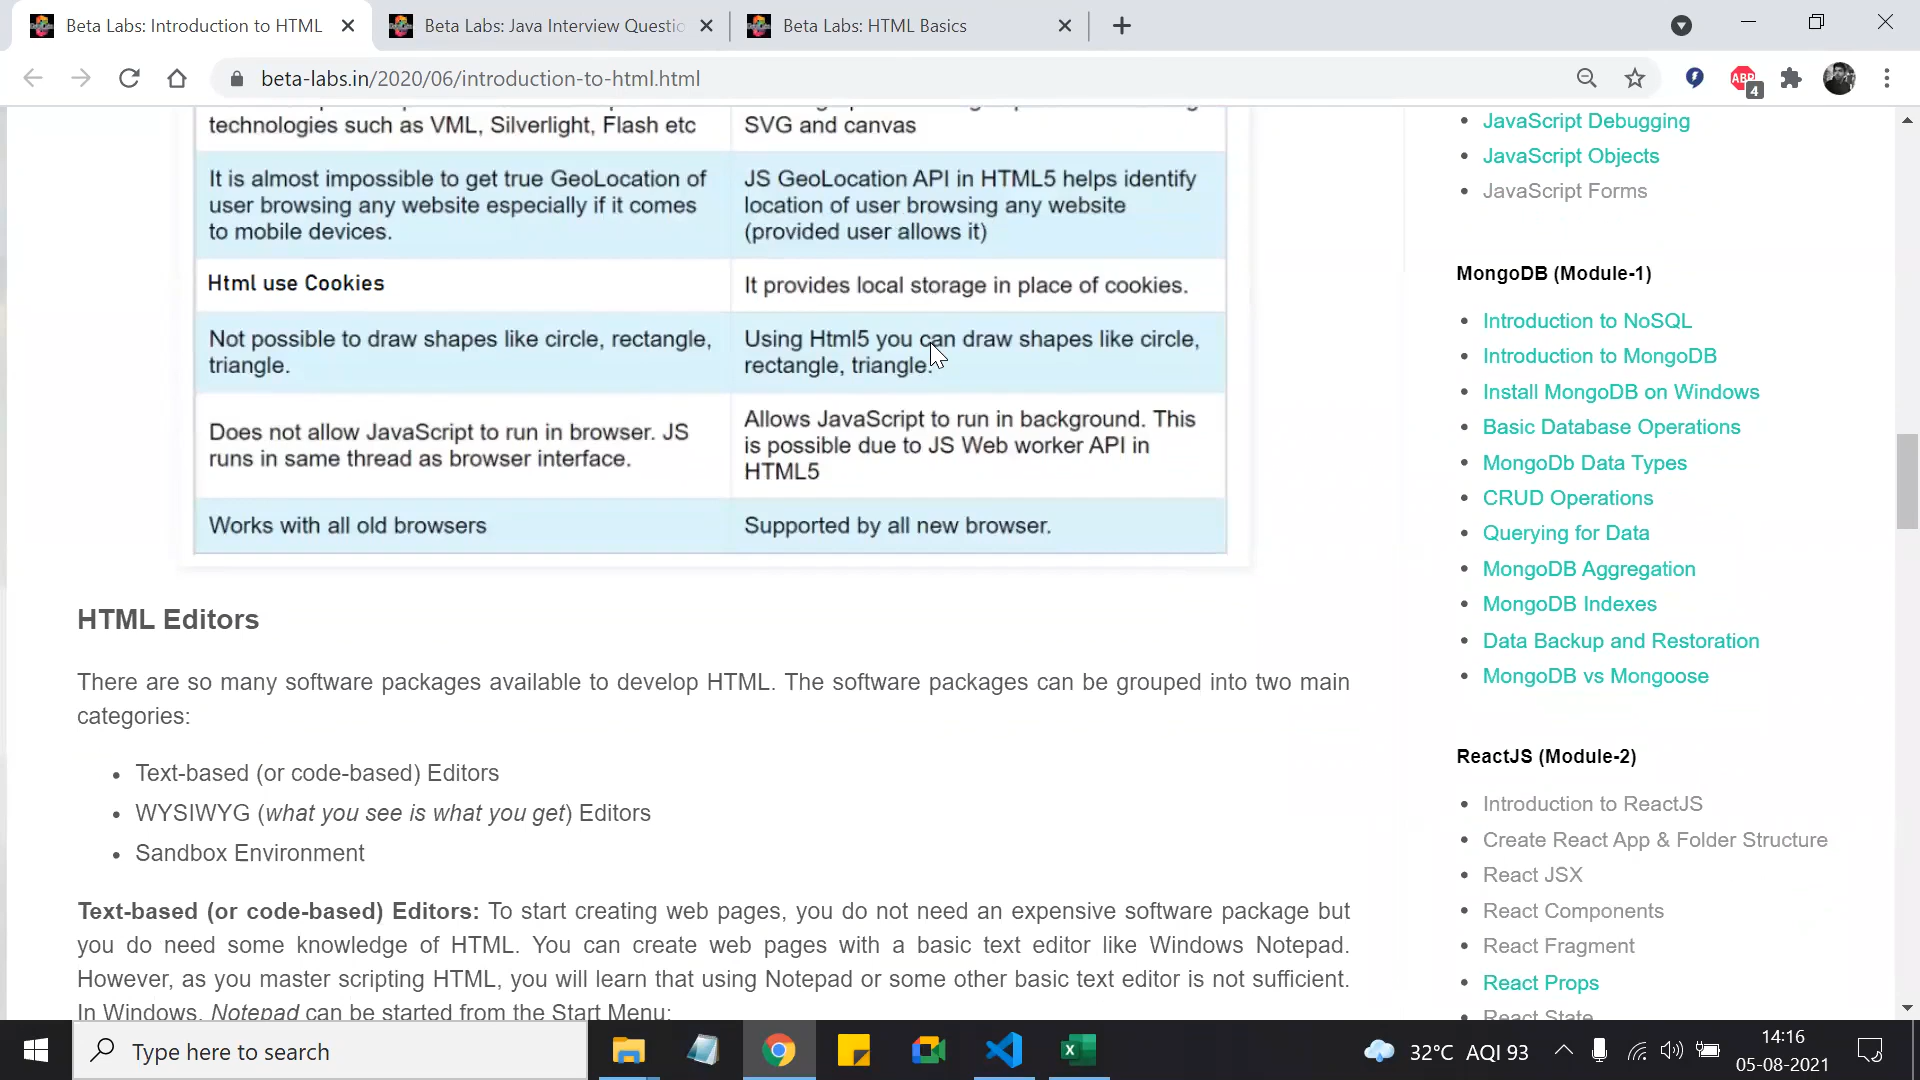 Beta Labs: Introduction to HTML
Beta Labs: Java Interview Questio
Beta Labs: HTML Basics
beta-labs.in/2020/06/introduction-to-html.html
ABP
4
technologies such as VML, Silverlight, Flash etc
SVG and canvas
It is almost impossible to get true GeoLocation of
user browsing any website especially if it comes
to mobile devices.
JS GeoLocation API in HTML5 helps identify
location of user browsing any website
(provided user allows it)
Html use Cookies
It provides local storage in place of cookies.
Not possible to draw shapes like circle, rectangle,
triangle.
Using Html5 you can draw shapes like circle,
rectangle, triangle.
Does not allow JavaScript to run in browser. JS
runs in same thread as browser interface.
Allows JavaScript to run in background. This
is possible due to JS Web worker API in
HTML5
Works with all old browsers
Supported by all new browser.
HTML Editors
There are so many software packages available to develop HTML. The software packages can be grouped into two main
categories:
• Text-based (or code-based) Editors
• WYSIWYG (what you see is what you get) Editors
• Sandbox Environment
Text-based (or code-based) Editors: To start creating web pages, you do not need an expensive software package but
you do need some knowledge of HTML. You can create web pages with a basic text editor like Windows Notepad.
However, as you master scripting HTML, you will learn that using Notepad or some other basic text editor is not sufficient.
In Windows, Notepad can be started from the Start Menu:
• JavaScript Debugging
• JavaScript Objects
• JavaScript Forms
MongoDB (Module-1)
• Introduction to NoSQL
• Introduction to MongoDB
• Install MongoDB on Windows
• Basic Database Operations
• MongoDb Data Types
• CRUD Operations
• Querying for Data
• MongoDB Aggregation
• MongoDB Indexes
• Data Backup and Restoration
• MongoDB vs Mongoose
ReactJS (Module-2)
• Introduction to ReactJS
• Create React App & Folder Structure
• React JSX
• React Components
• React Fragment
• React Props
React State
Type here to search
32°C AQI 93
14:16
05-08-2021